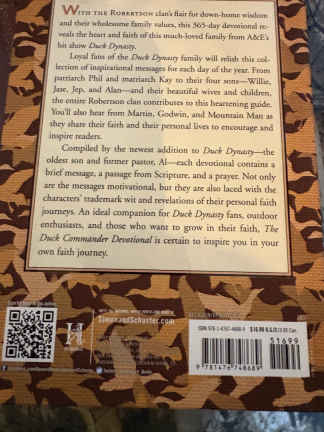 WITH THE ROBERTSON clan's flair for down-home wisdom
and their wholesome family values, this 365-day devotional re-
veals the heart and faith of this much-loved family from A&E's
hit show Duck Dynasty.
Loyal fans of the Duck Dynasty family will relish this col-
lection of inspirational messages for each day of the year. From
patriarch Phil and matriarch Kay to their four sons—Willie,
Jase, Jep, and Alan—and their beautiful wives and children,
the entire Robertson clan contributes to this heartening guide.
You'll also hear from Martin, Godwin, and Mountain Man as
they share their faith and their personal lives to encourage and
inspire readers.
Compiled by the newest addition to Duck Dynasty—the
oldest son and former pastor, Al—each devotional contains a
brief message, a passage from Scripture, and a prayer. Not only
are the messages motivational, but they are also laced with the
characters' trademark wit and revelations of their personal faith
journeys. An ideal companion for Duck Dynasty fans, outdoor
enthusiasts, and those who want to grow in their faith, The
Duck Commander Devotional is certain to inspire you in your
own faith journey.
SimonandSchuster.com
H
$16.99 U.S.
51699
9 781476 748689